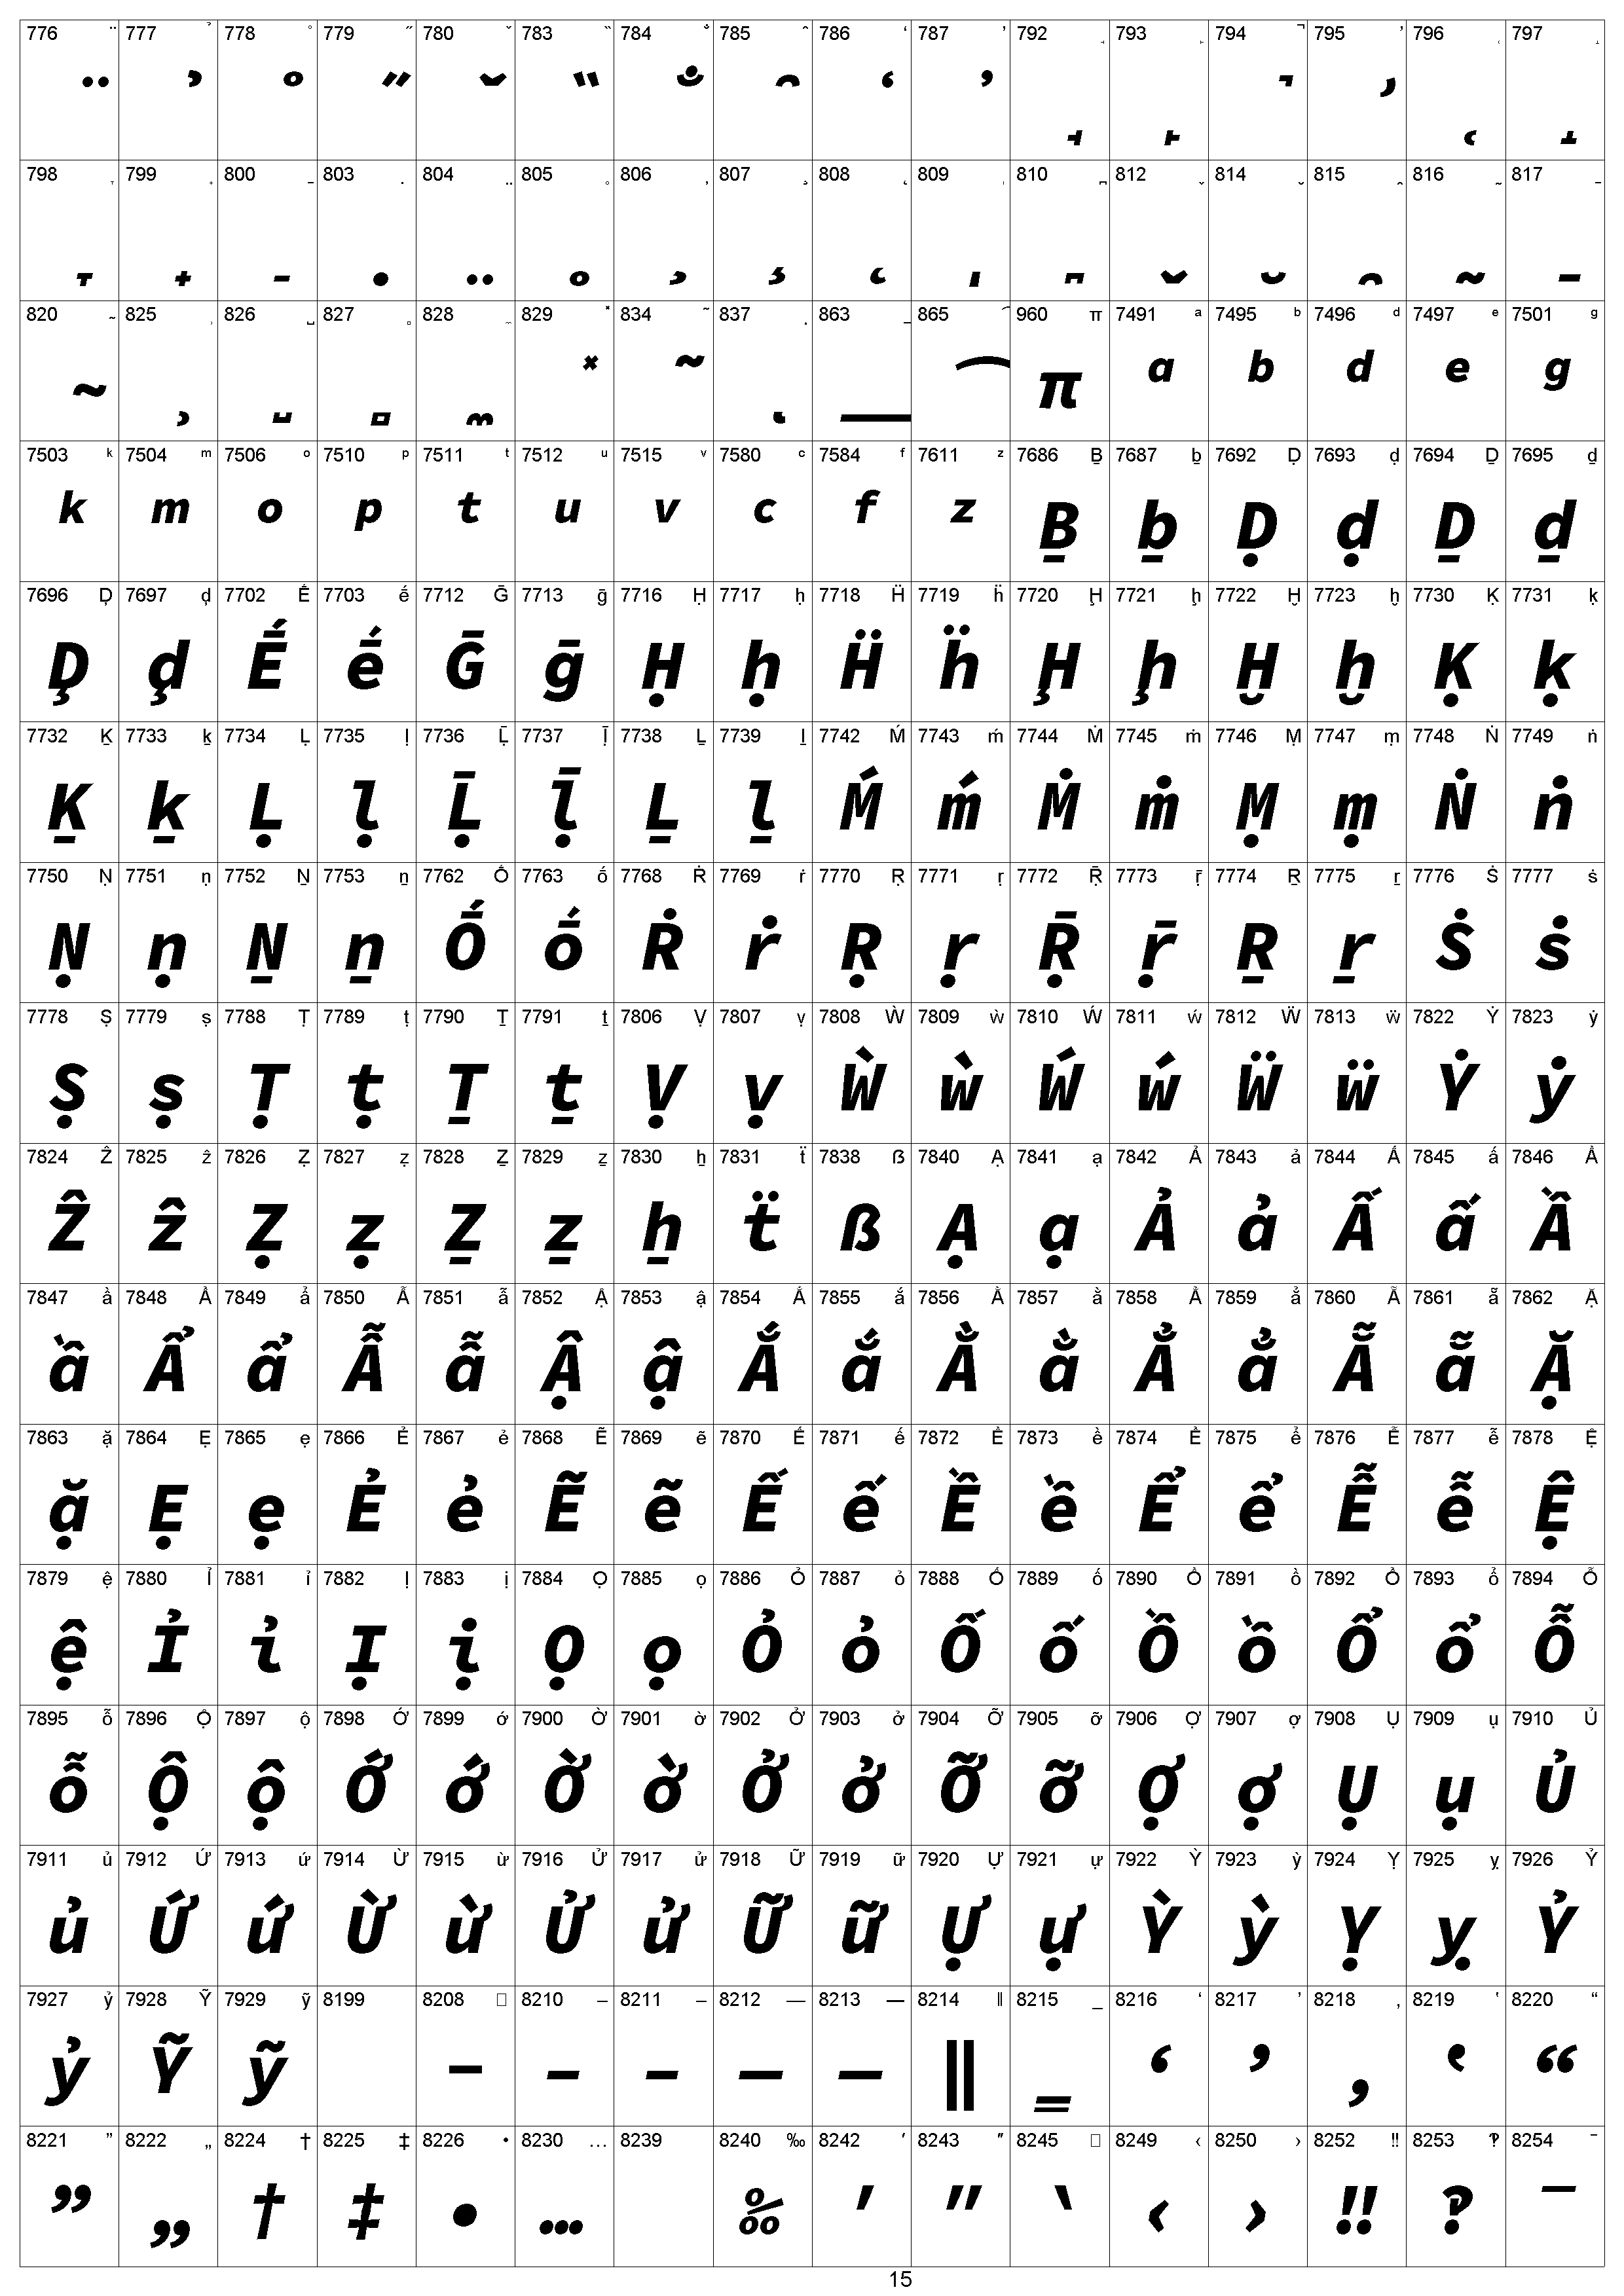 776 ̈ 777 ̉ 778 ̊ 779 ̋ 780 ̌ 783 ̏ 784 ̐ 785 ̑ 786 ̒ 787 ̓ 792 ̘ 793 ̙ 794 ̚ 795 ̛ 796 ̜ 797 ̝
̈ ̉ ̊ ̋ ̌ ̏ ̐ ̑ ̒ ̓ ̘ ̙ ̚ ̛ ̜ ̝
798 ̞ 799 ̟ 800 ̠ 803 ̣ 804 ̤ 805 ̥ 806 ̦ 807 ̧ 808 ̨ 809 ̩ 810 ̪ 812 ̬ 814 ̮ 815 ̯ 816 ̰ 817 ̱
̞ ̟ ̠ ̣ ̤ ̥ ̦ ̧ ̨ ̩ ̪ ̬ ̮ ̯ ̰ ̱
820 ̴ 825 ̹ 826 ̺ 827 ̻ 828 ̼ 829 ̽ 834 ͂ 837 ͅ 863 ͟ 865 ͡ 960 π 7491 ᵃ 7495 ᵇ 7496 ᵈ 7497 ᵉ 7501 ᵍ
̴ ̹ ̺ ̻ ̼ ̽ ͂ ͅ ͟ ͡ π ᵃ ᵇ ᵈ ᵉ ᵍ
7503 ᵏ 7504 ᵐ 7506 ᵒ 7510 ᵖ 7511 ᵗ 7512 ᵘ 7515 ᵛ 7580 ᶜ 7584 ᶠ 7611 ᶻ 7686 Ḇ 7687 ḇ 7692 Ḍ 7693 ḍ 7694 Ḏ 7695 ḏ
ᵏ ᵐ ᵒ ᵖ ᵗ ᵘ ᵛ ᶜ ᶠ ᶻ Ḇ ḇ Ḍ ḍ Ḏ ḏ
7696 Ḑ 7697 ḑ 7702 Ḗ 7703 ḗ 7712 Ḡ 7713 ḡ 7716 Ḥ 7717 ḥ 7718 Ḧ 7719 ḧ 7720 Ḩ 7721 ḩ 7722 Ḫ 7723 ḫ 7730 Ḳ 7731 ḳ
Ḑ ḑ Ḗ ḗ Ḡ ḡ Ḥ ḥ Ḧ ḧ Ḩ ḩ Ḫ ḫ Ḳ ḳ
7732 Ḵ 7733 ḵ 7734 Ḷ 7735 ḷ 7736 Ḹ 7737 ḹ 7738 Ḻ 7739 ḻ 7742 Ḿ 7743 ḿ 7744 Ṁ 7745 ṁ 7746 Ṃ 7747 ṃ 7748 Ṅ 7749 ṅ
Ḵ ḵ Ḷ ḷ Ḹ ḹ Ḻ ḻ Ḿ ḿ Ṁ ṁ Ṃ ṃ Ṅ ṅ
7750 Ṇ 7751 ṇ 7752 Ṉ 7753 ṉ 7762 Ṓ 7763 ṓ 7768 Ṙ 7769 ṙ 7770 Ṛ 7771 ṛ 7772 Ṝ 7773 ṝ 7774 Ṟ 7775 ṟ 7776 Ṡ 7777 ṡ
Ṇ ṇ Ṉ ṉ Ṓ ṓ Ṙ ṙ Ṛ ṛ Ṝ ṝ Ṟ ṟ Ṡ ṡ
7778 Ṣ 7779 ṣ 7788 Ṭ 7789 ṭ 7790 Ṯ 7791 ṯ 7806 Ṿ 7807 ṿ 7808 Ẁ 7809 ẁ 7810 Ẃ 7811 ẃ 7812 Ẅ 7813 ẅ 7822 Ẏ 7823 ẏ
Ṣ ṣ Ṭ ṭ Ṯ ṯ Ṿ ṿ Ẁ ẁ Ẃ ẃ Ẅ ẅ Ẏ ẏ
7824 Ẑ 7825 ẑ 7826 Ẓ 7827 ẓ 7828 Ẕ 7829 ẕ 7830 ẖ 7831 ẗ 7838 ẞ 7840 Ạ 7841 ạ 7842 Ả 7843 ả 7844 Ấ 7845 ấ 7846 Ầ
Ẑ ẑ Ẓ ẓ Ẕ ẕ ẖ ẗ ẞ Ạ ạ Ả ả Ấ ấ Ầ
7847 ầ 7848 Ẩ 7849 ẩ 7850 Ẫ 7851 ẫ 7852 Ậ 7853 ậ 7854 Ắ 7855 ắ 7856 Ằ 7857 ằ 7858 Ẳ 7859 ẳ 7860 Ẵ 7861 ẵ 7862 Ặ
ầ Ẩ ẩ Ẫ ẫ Ậ ậ Ắ ắ Ằ ằ Ẳ ẳ Ẵ ẵ Ặ
7863 ặ 7864 Ẹ 7865 ẹ 7866 Ẻ 7867 ẻ 7868 Ẽ 7869 ẽ 7870 Ế 7871 ế 7872 Ề 7873 ề 7874 Ể 7875 ể 7876 Ễ 7877 ễ 7878 Ệ
ặ Ẹ ẹ Ẻ ẻ Ẽ ẽ Ế ế Ề ề Ể ể Ễ ễ Ệ
7879 ệ 7880 Ỉ 7881 ỉ 7882 Ị 7883 ị 7884 Ọ 7885 ọ 7886 Ỏ 7887 ỏ 7888 Ố 7889 ố 7890 Ồ 7891 ồ 7892 Ổ 7893 ổ 7894 Ỗ
ệ Ỉ ỉ Ị ị Ọ ọ Ỏ ỏ Ố ố Ồ ồ Ổ ổ Ỗ
7895 ỗ 7896 Ộ 7897 ộ 7898 Ớ 7899 ớ 7900 Ờ 7901 ờ 7902 Ở 7903 ở 7904 Ỡ 7905 ỡ 7906 Ợ 7907 ợ 7908 Ụ 7909 ụ 7910 Ủ
ỗ Ộ ộ Ớ ớ Ờ ờ Ở ở Ỡ ỡ Ợ ợ Ụ ụ Ủ
7911 ủ 7912 Ứ 7913 ứ 7914 Ừ 7915 ừ 7916 Ử 7917 ử 7918 Ữ 7919 ữ 7920 Ự 7921 ự 7922 Ỳ 7923 ỳ 7924 Ỵ 7925 ỵ 7926 Ỷ
ủ Ứ ứ Ừ ừ Ử ử Ữ ữ Ự ự Ỳ ỳ Ỵ ỵ Ỷ
7927 ỷ 7928 Ỹ 7929 ỹ 8199 8208 □ 8210 ‒ 8211 – 8212 — 8213 ― 8214 ‖ 8215 ‗ 8216 ‘ 8217 ’ 8218 ‚ 8219 ‛ 8220 “
ỷ Ỹ ỹ ‐ ‒ – — ― ‖ ‗ ‘ ’ ‚ ‛ “
8221 ” 8222 „ 8224 † 8225 ‡ 8226 • 8230 … 8239 8240 ‰ 8242 ′ 8243 ″ 8245 □ 8249 ‹ 8250 › 8252 ‼ 8253 ‽ 8254 ‾
” „ † ‡ • … ‰ ′ ″ ‵ ‹ › ‼ ‽ ‾
15